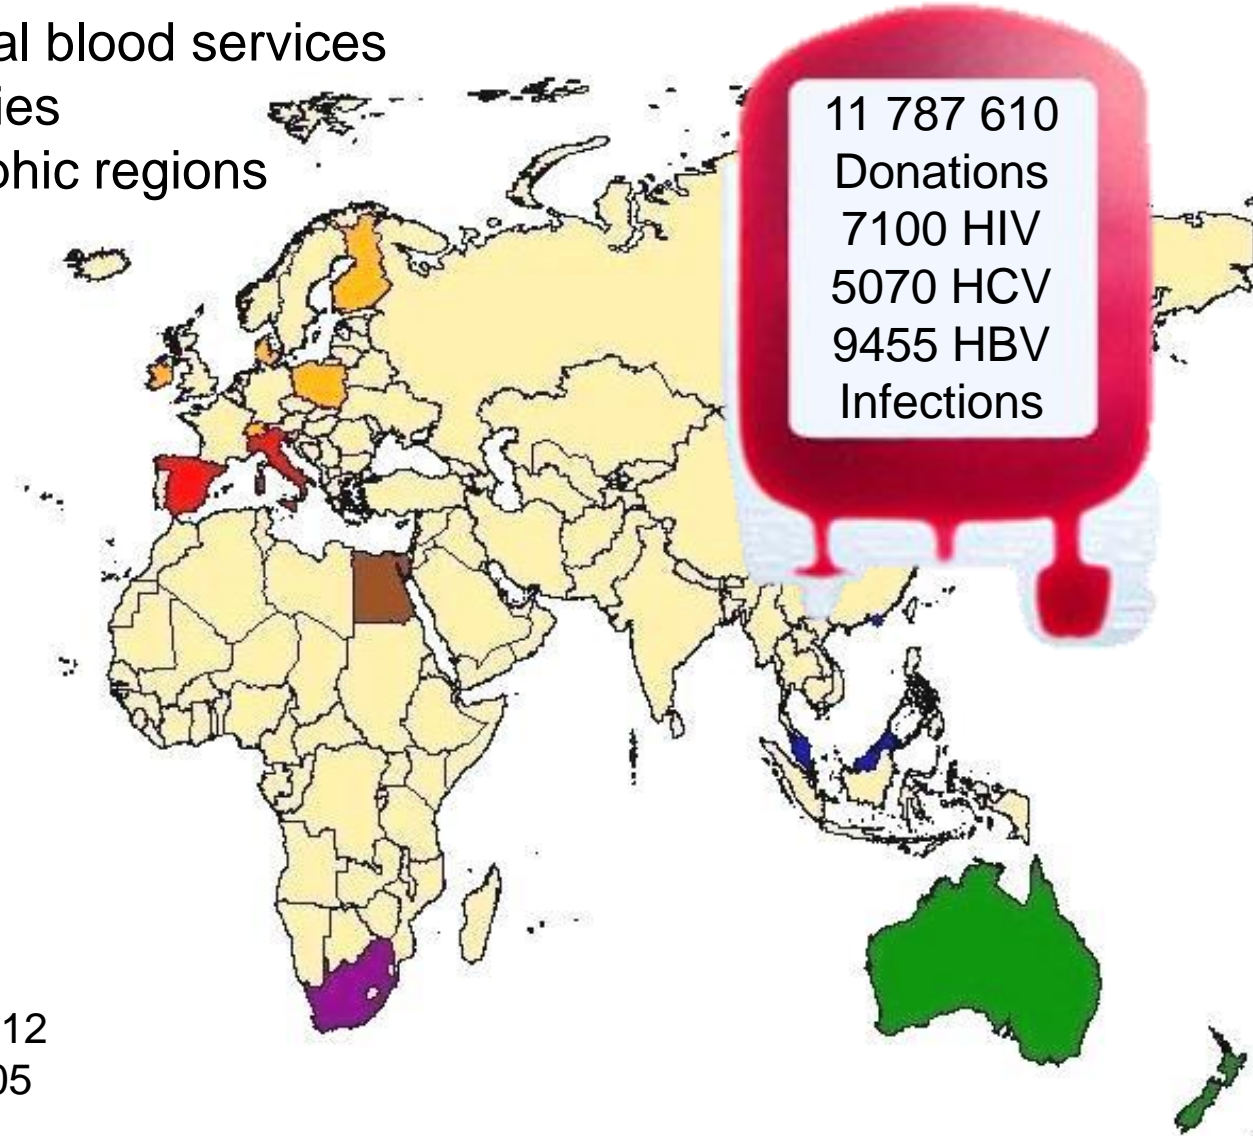 al blood services
ies
phic regions
11 787 610
Donations
7100 HIV
5070 HCV
9455 HBV
Infections
12
05